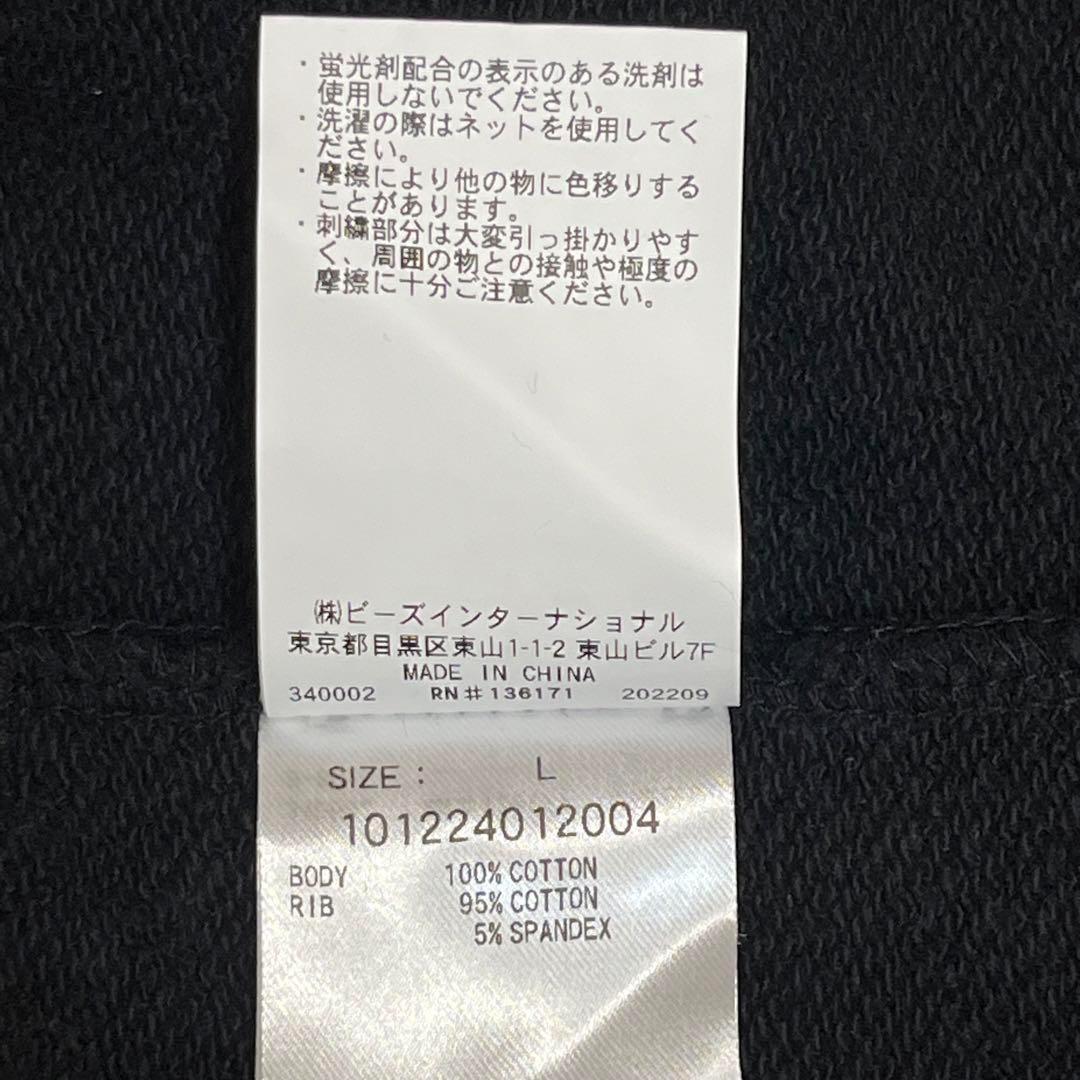 ・蛍光剤配合の表示のある洗剤は
使用しないでください。
・洗濯の際はネットを使用してく
ださい。
・摩擦により他の物に色移りする
ことがあります。
・刺繍部分は大変引っ掛かりやす
く、周囲の物との接触や極度の
摩擦に十分ご注意ください。
㈱ビーズインターナショナル
東京都目黒区東山1-1-2 東山ビル7F
MADE IN CHINA
340002 RN#136171 202209
SIZE : L
101224012004
BODY 100% COTTON
RIB 95% COTTON
5% SPANDEX